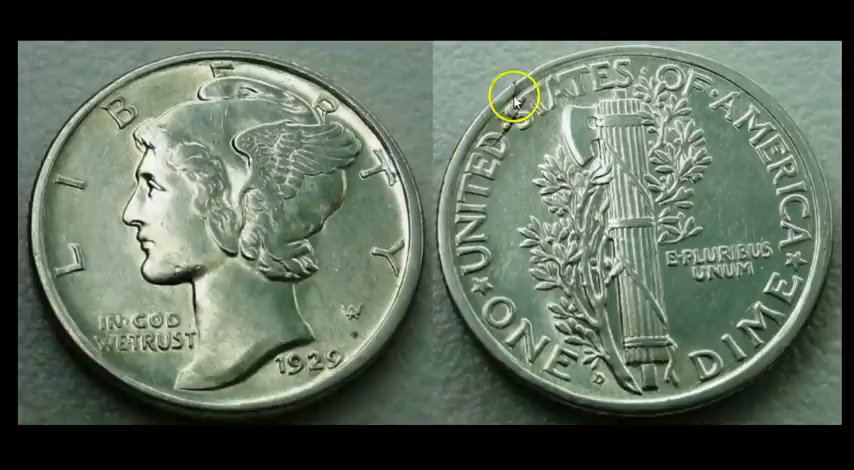 LIBERTY
IN·GOD
WE TRUST
1929
W
UNITED·STATES·OF·AMERICA
E·PLURIBUS
UNUM
ONE DIME
D